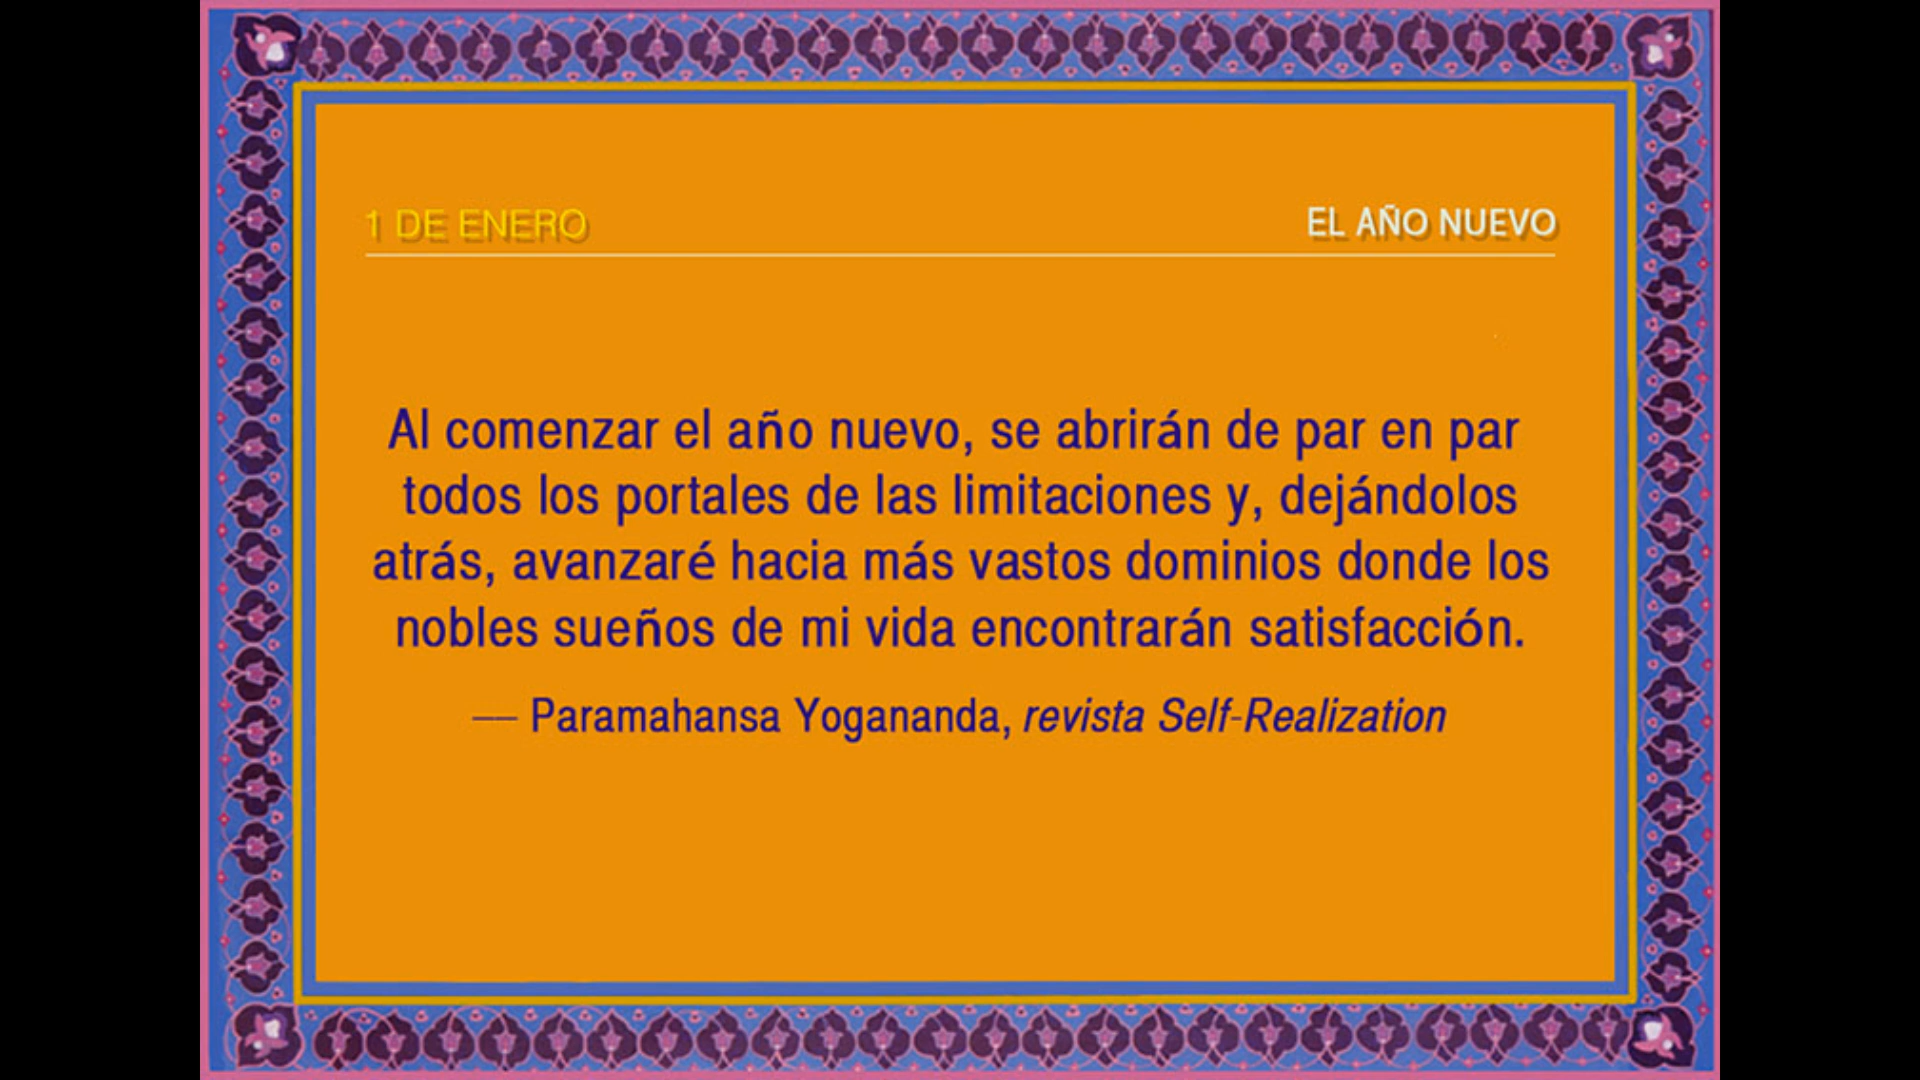 1 DE ENERO
EL AÑO NUEVO
Al comenzar el año nuevo, se abrirán de par en par
todos los portales de las limitaciones y, dejándolos
atrás, avanzaré hacia más vastos dominios donde los
nobles sueños de mi vida encontrarán satisfacción.
— Paramahansa Yogananda, revista Self-Realization